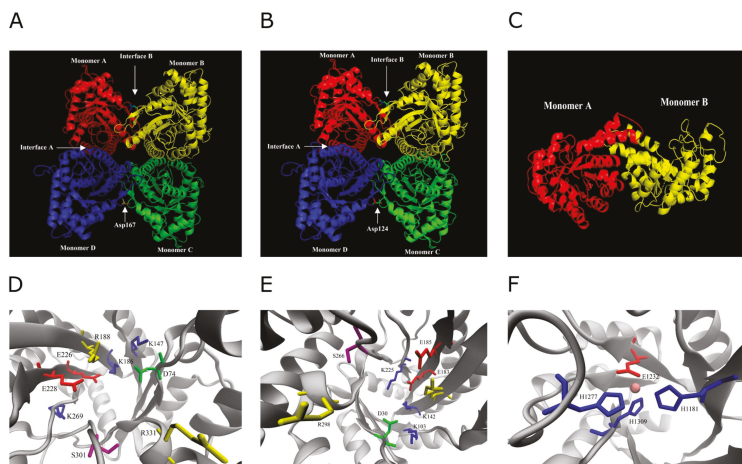 A
B
C
Monomer A
Interface B
Monomer B
Interface A
Asp167
Monomer D
Monomer C
Monomer A
Interface B
Monomer B
Interface A
Asp124
Monomer D
Monomer C
Monomer A
Monomer B
D
E
F
R188
K147
E226
K186
D74
E228
K269
R331
S301
S266
E185
K225
E183
K142
R298
D30
K103
E1232
H1277
H1181
H1309